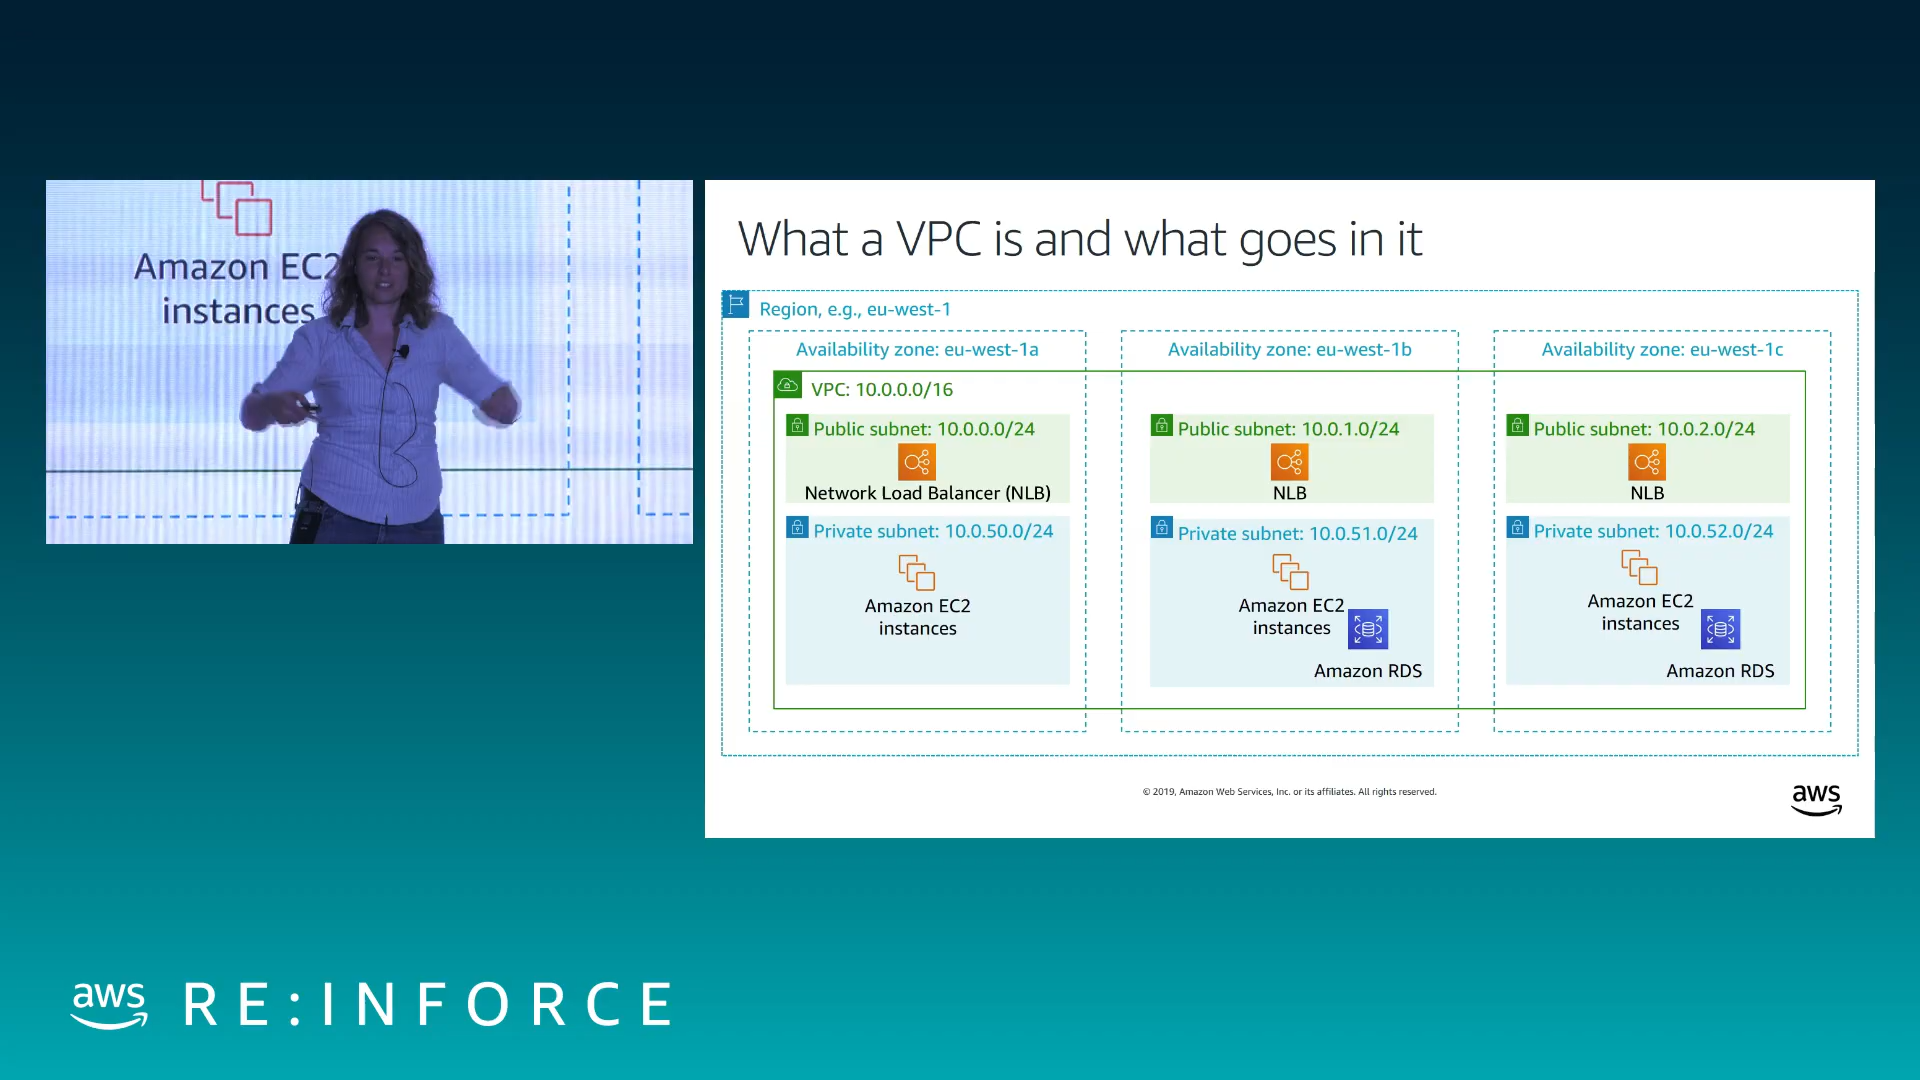 Amazon EC2
instances
What a VPC is and what goes in it
Region, e.g., eu-west-1
Availability zone: eu-west-1a
Availability zone: eu-west-1b
Availability zone: eu-west-1c
VPC: 10.0.0.0/16
Public subnet: 10.0.0.0/24
Public subnet: 10.0.1.0/24
Public subnet: 10.0.2.0/24
Network Load Balancer (NLB)
NLB
NLB
Private subnet: 10.0.50.0/24
Private subnet: 10.0.51.0/24
Private subnet: 10.0.52.0/24
Amazon EC2
instances
Amazon EC2
instances
Amazon RDS
Amazon EC2
instances
Amazon RDS
© 2019, Amazon Web Services, Inc. or its affiliates. All rights reserved.
aws
aws RE:INFORCE